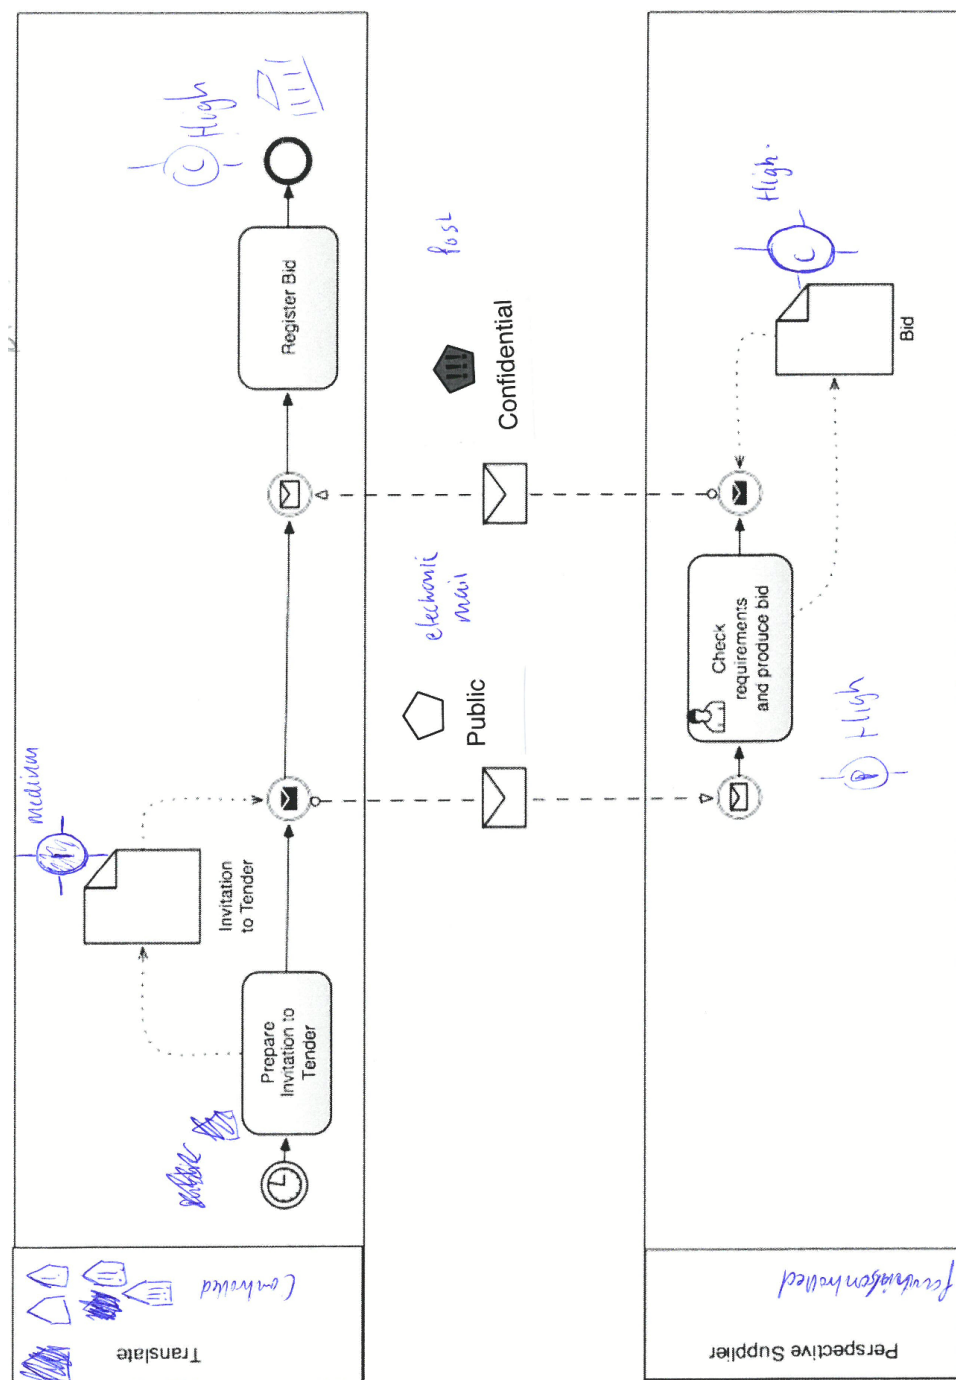 Translate
Controlled
Prepare
Invitation to
Tender
Invitation
to Tender
medium
Register Bid
High
C
Public
electronic
mail
Confidential
Post
Perspective Supplier
Check
requirements
and produce bid
High
Bid
C
High.